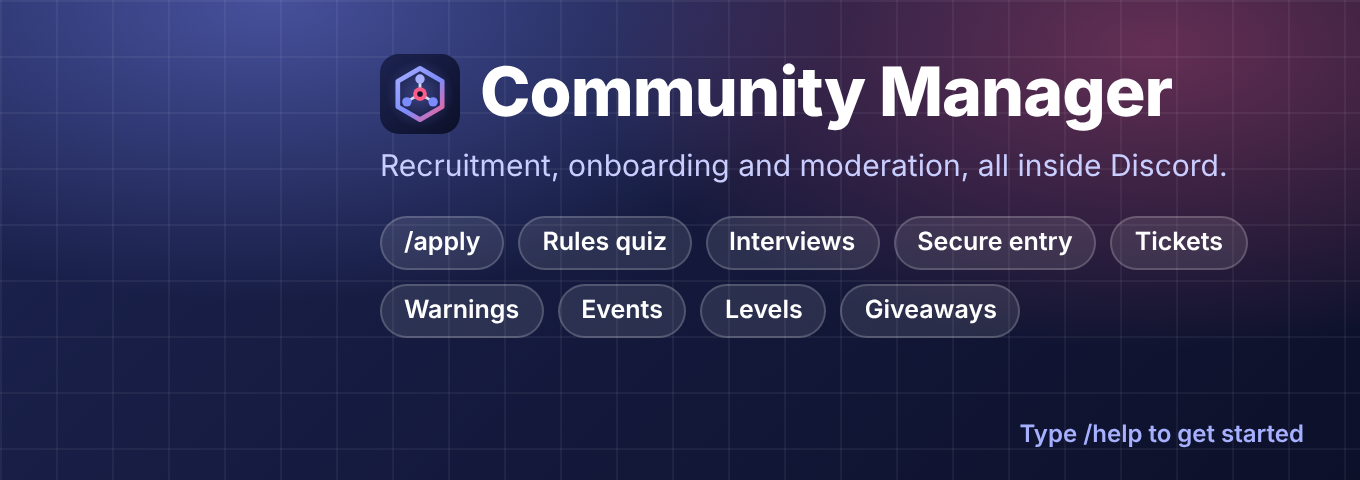 Community Manager
Recruitment, onboarding and moderation, all inside Discord.
/apply Rules quiz Interviews Secure entry Tickets
Warnings Events Levels Giveaways
Type /help to get started